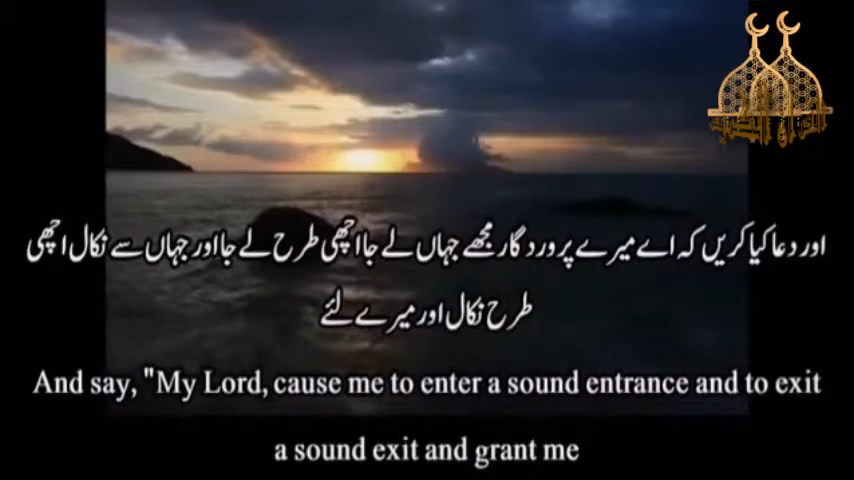 اور دعا کیا کریں کہ اے میرے پروردگار مجھے جہاں لے جا اچھی طرح لے جا اور جہاں سے نکال اچھی
طرح نکال اور میرے لئے
And say, "My Lord, cause me to enter a sound entrance and to exit
a sound exit and grant me